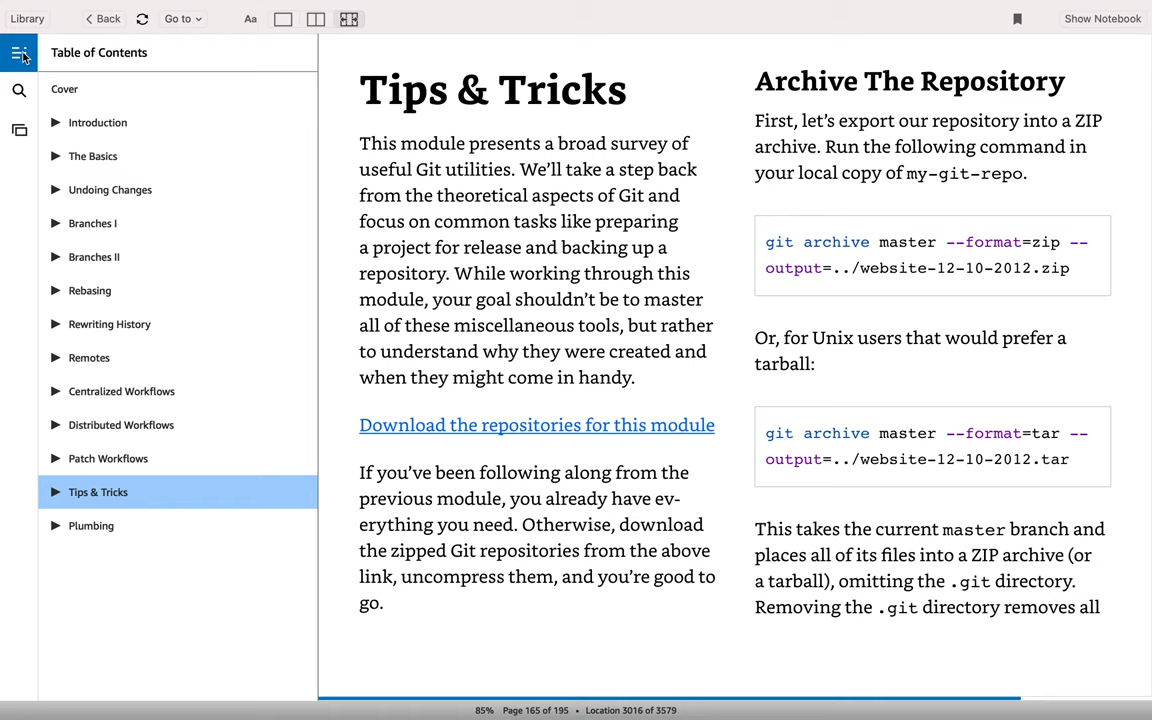 Library
Back
Go to
Aa
Show Notebook
Table of Contents
Cover
Introduction
The Basics
Undoing Changes
Branches I
Branches II
Rebasing
Rewriting History
Remotes
Centralized Workflows
Distributed Workflows
Patch Workflows
Tips & Tricks
Plumbing
Tips & Tricks
This module presents a broad survey of
useful Git utilities. We'll take a step back
from the theoretical aspects of Git and
focus on common tasks like preparing
a project for release and backing up a
repository. While working through this
module, your goal shouldn't be to master
all of these miscellaneous tools, but rather
to understand why they were created and
when they might come in handy.
Download the repositories for this module
If you've been following along from the
previous module, you already have ev-
erything you need. Otherwise, download
the zipped Git repositories from the above
link, uncompress them, and you're good to
go.
Archive The Repository
First, let's export our repository into a ZIP
archive. Run the following command in
your local copy of my-git-repo.
git archive master --format=zip --
output=../website-12-10-2012.zip
Or, for Unix users that would prefer a
tarball:
git archive master --format=tar --
output=../website-12-10-2012.tar
This takes the current master branch and
places all of its files into a ZIP archive (or
a tarball), omitting the .git directory.
Removing the .git directory removes all
85% Page 165 of 195 • Location 3016 of 3579